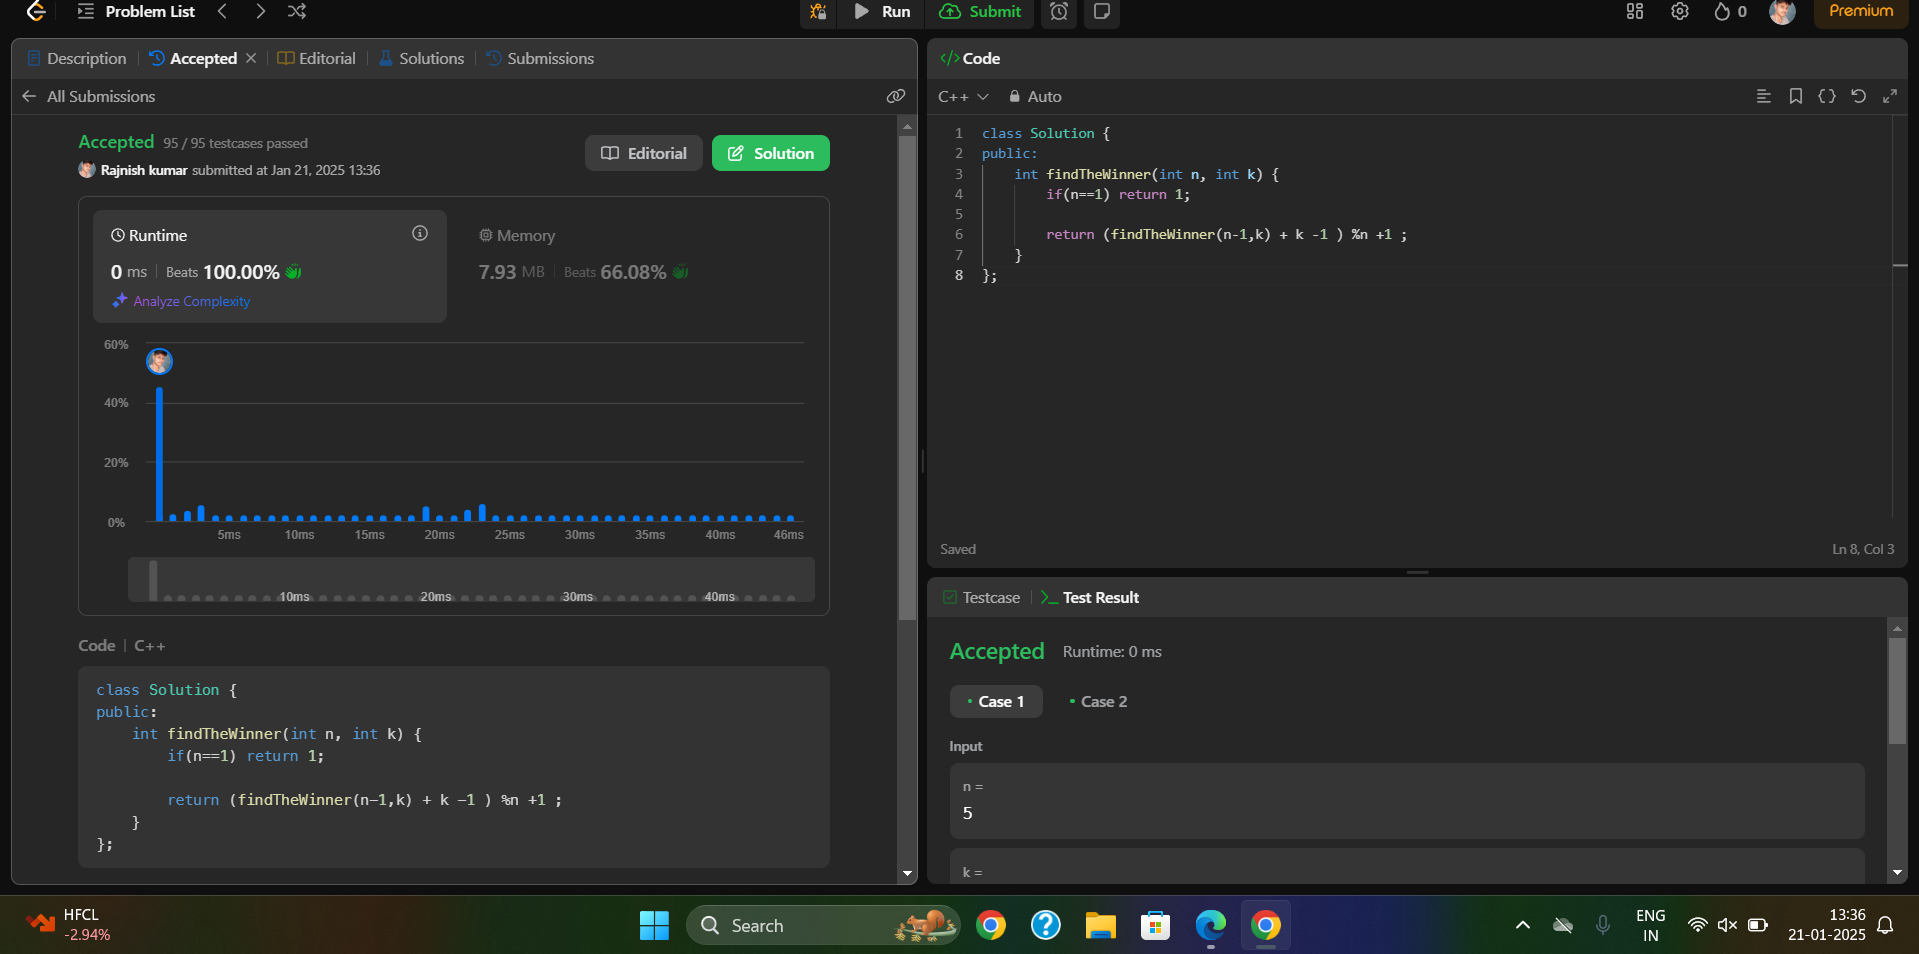 Problem List
Run
Submit
0
Premium
Description
Accepted
Editorial
Solutions
Submissions
All Submissions
Accepted 95 / 95 testcases passed
Rajnish kumar submitted at Jan 21, 2025 13:36
Editorial
Solution
Runtime
0 ms | Beats 100.00%
Analyze Complexity
Memory
7.93 MB | Beats 66.08%
60%
40%
20%
0%
5ms 10ms 15ms 20ms 25ms 30ms 35ms 40ms 46ms
10ms 20ms 30ms 40ms
Code | C++
class Solution {
public:
    int findTheWinner(int n, int k) {
        if(n==1) return 1;
        return (findTheWinner(n-1,k) + k -1 ) %n +1 ;
    }
};
</> Code
C++ Auto
1 class Solution {
2 public:
3     int findTheWinner(int n, int k) {
4         if(n==1) return 1;
5
6         return (findTheWinner(n-1,k) + k -1 ) %n +1 ;
7     }
8 };
Saved
Ln 8, Col 3
Testcase
Test Result
Accepted Runtime: 0 ms
Case 1
Case 2
Input
n =
5
k =
HFCL
-2.94%
Search
ENG
IN
13:36
21-01-2025